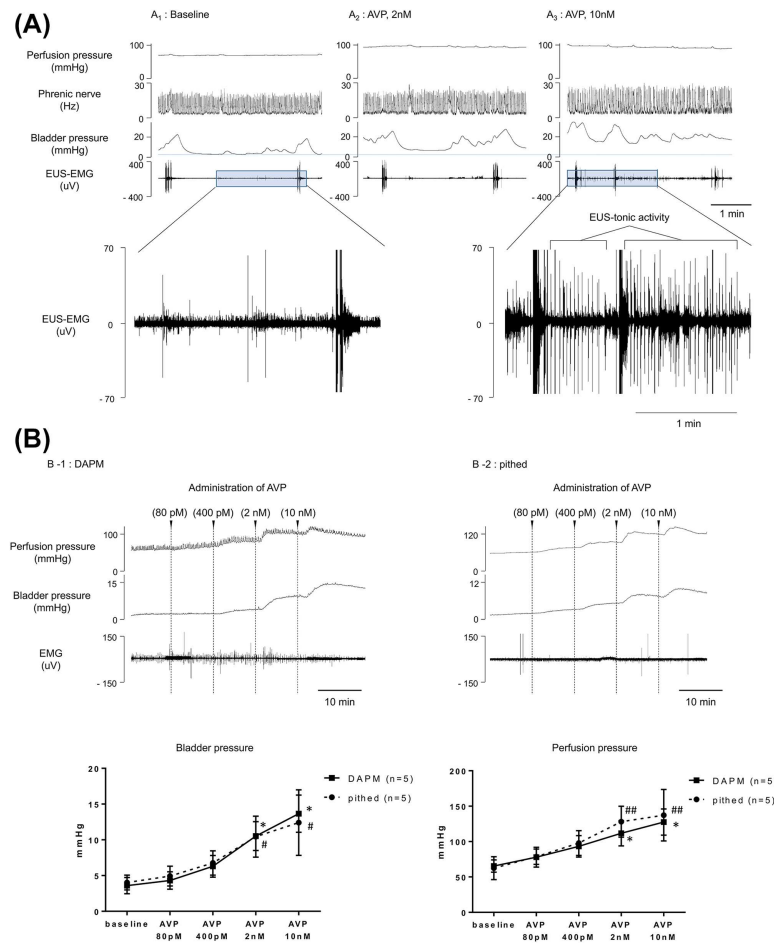 (A)
A1 : Baseline
A2 : AVP, 2nM
A3 : AVP, 10nM
Perfusion pressure
(mmHg)
100
0
100
0
100
0
Phrenic nerve
(Hz)
30
0
30
0
30
0
Bladder pressure
(mmHg)
20
0
20
0
20
0
EUS-EMG
(uV)
400
- 400
400
- 400
400
- 400
1 min
EUS-tonic activity
70
0
- 70
EUS-EMG
(uV)
70
0
- 70
1 min
(B)
B -1 : DAPM
B -2 : pithed
Administration of AVP
Administration of AVP
(80 pM) (400 pM) (2 nM) (10 nM)
(80 pM) (400 pM) (2 nM) (10 nM)
Perfusion pressure
(mmHg)
100
0
120
0
Bladder pressure
(mmHg)
15
0
12
0
EMG
(uV)
150
- 150
150
- 150
10 min
10 min
Bladder pressure
mmHg
20
15
10
5
0
baseline
AVP
80pM
AVP
400pM
AVP
2nM
AVP
10nM
DAPM (n=5)
pithed (n=5)
*
#
*
#
Perfusion pressure
mmHg
200
150
100
50
0
baseline
AVP
80pM
AVP
400pM
AVP
2nM
AVP
10nM
DAPM (n=5
pithed (n=5)
##
*
##
*